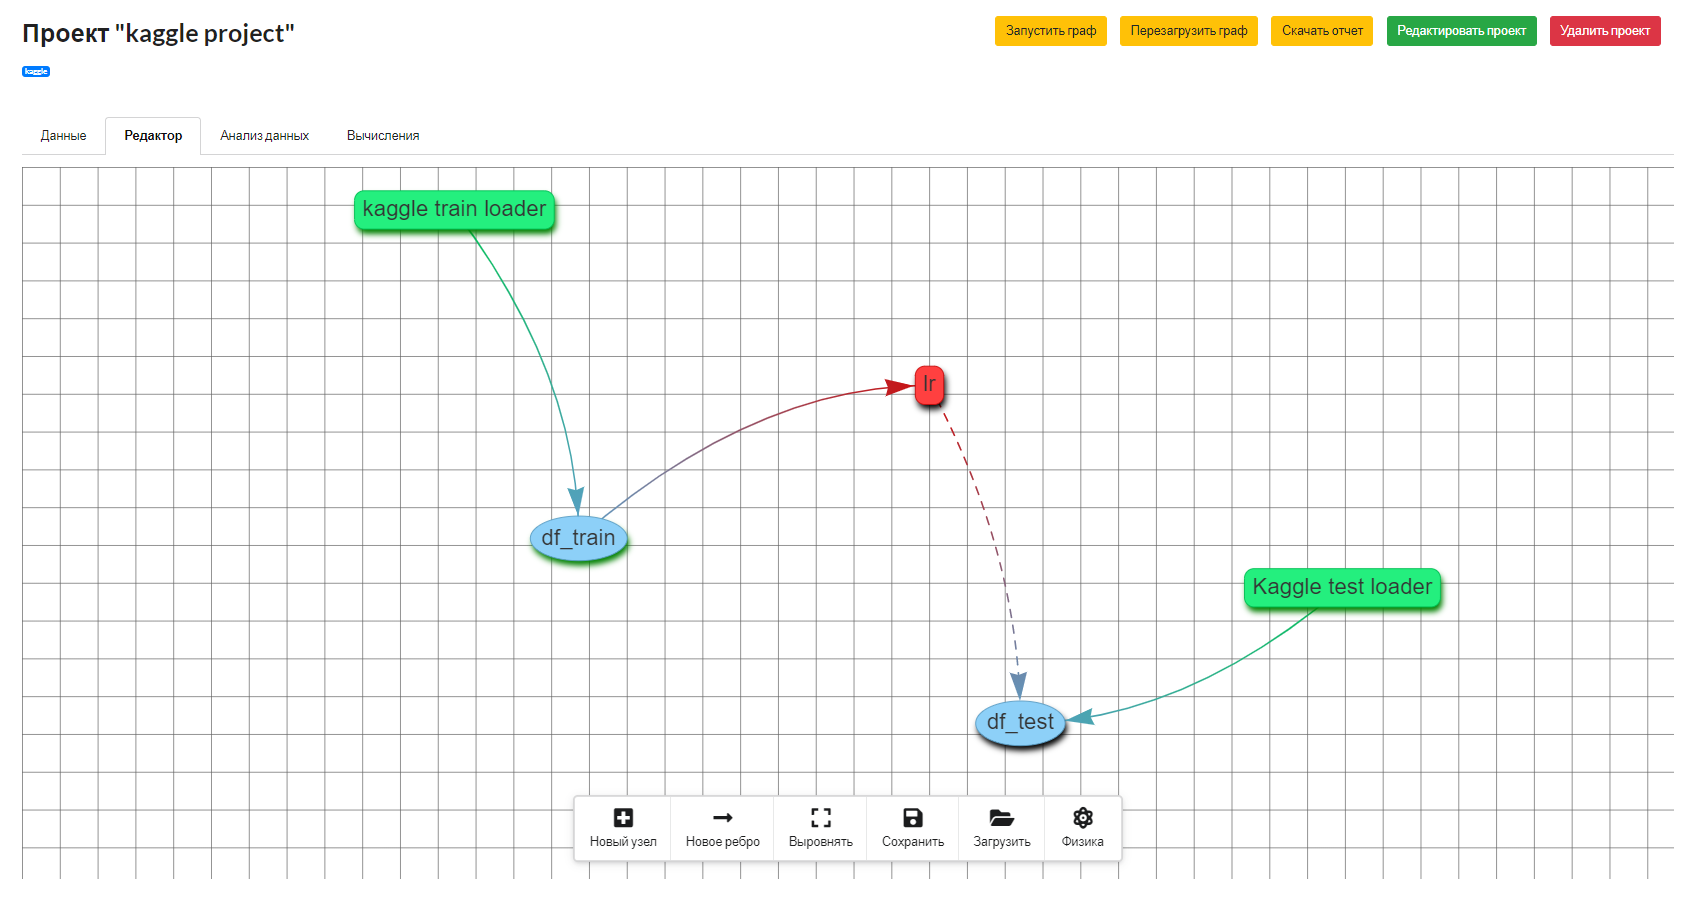 Проект "kaggle project"
Запустить граф
Перезагрузить граф
Скачать отчет
Редактировать проект
Удалить проект
kaggle
Данные
Редактор
Анализ данных
Вычисления
kaggle train loader
lr
df_train
Kaggle test loader
df_test
Новый узел
Новое ребро
Выровнять
Сохранить
Загрузить
Физика